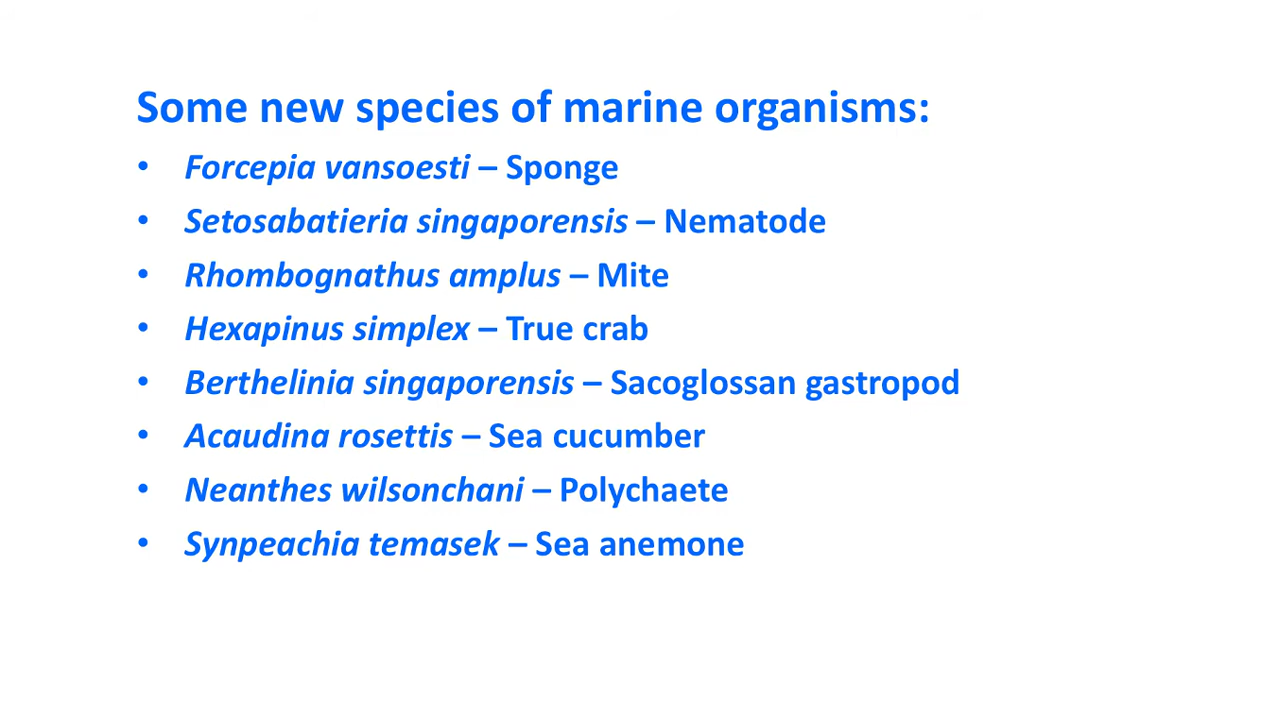 Some new species of marine organisms:
• Forcepia vansoesti – Sponge
• Setosabatieria singaporensis – Nematode
• Rhombognathus amplus – Mite
• Hexapinus simplex – True crab
• Berthelinia singaporensis – Sacoglossan gastropod
• Acaudina rosettis – Sea cucumber
• Neanthes wilsonchani – Polychaete
• Synpeachia temasek – Sea anemone